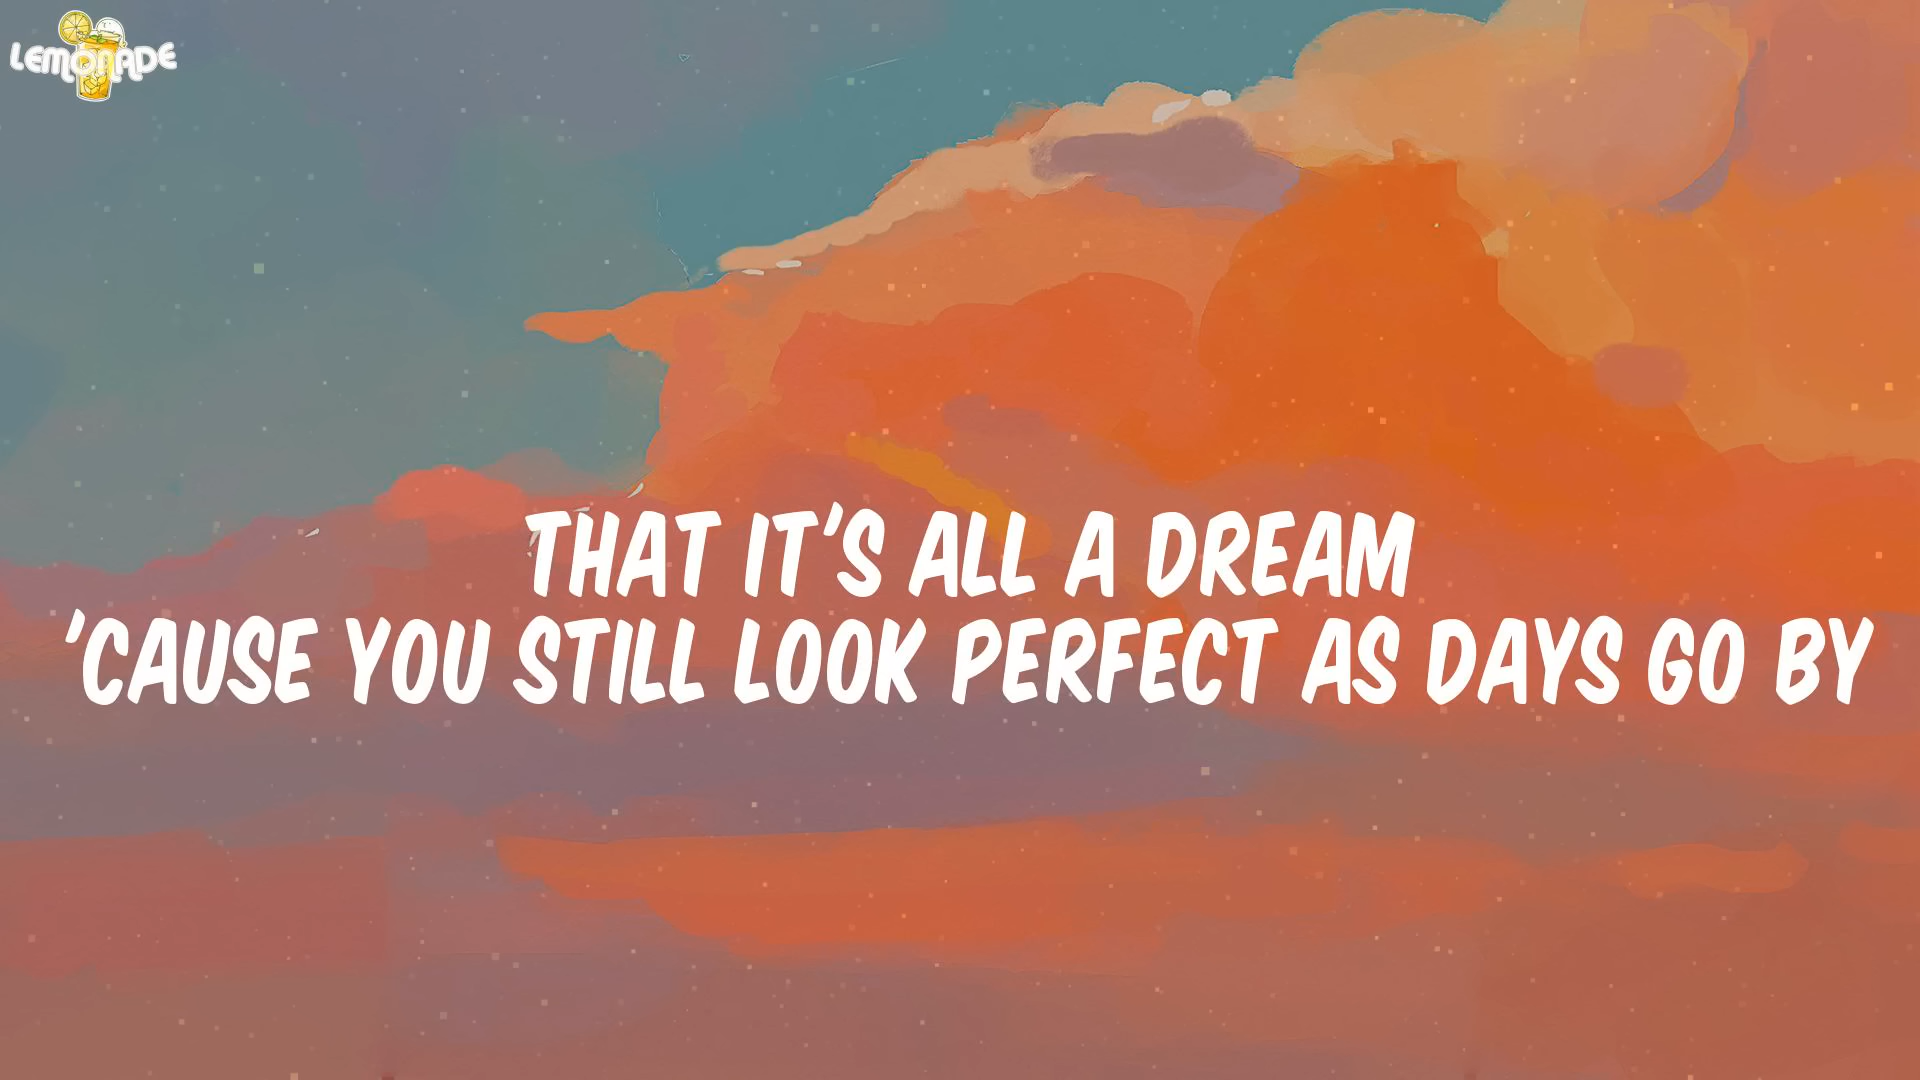 LEMONADE
THAT IT'S ALL A DREAM
'CAUSE YOU STILL LOOK PERFECT AS DAYS GO BY